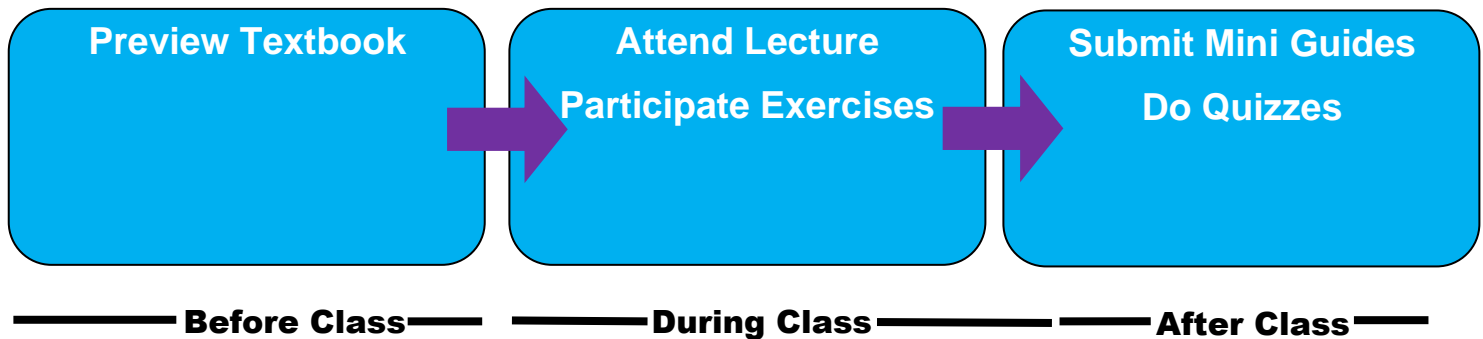 Preview Textbook
Attend Lecture
Participate Exercises
Submit Mini Guides
Do Quizzes
Before Class
During Class
After Class